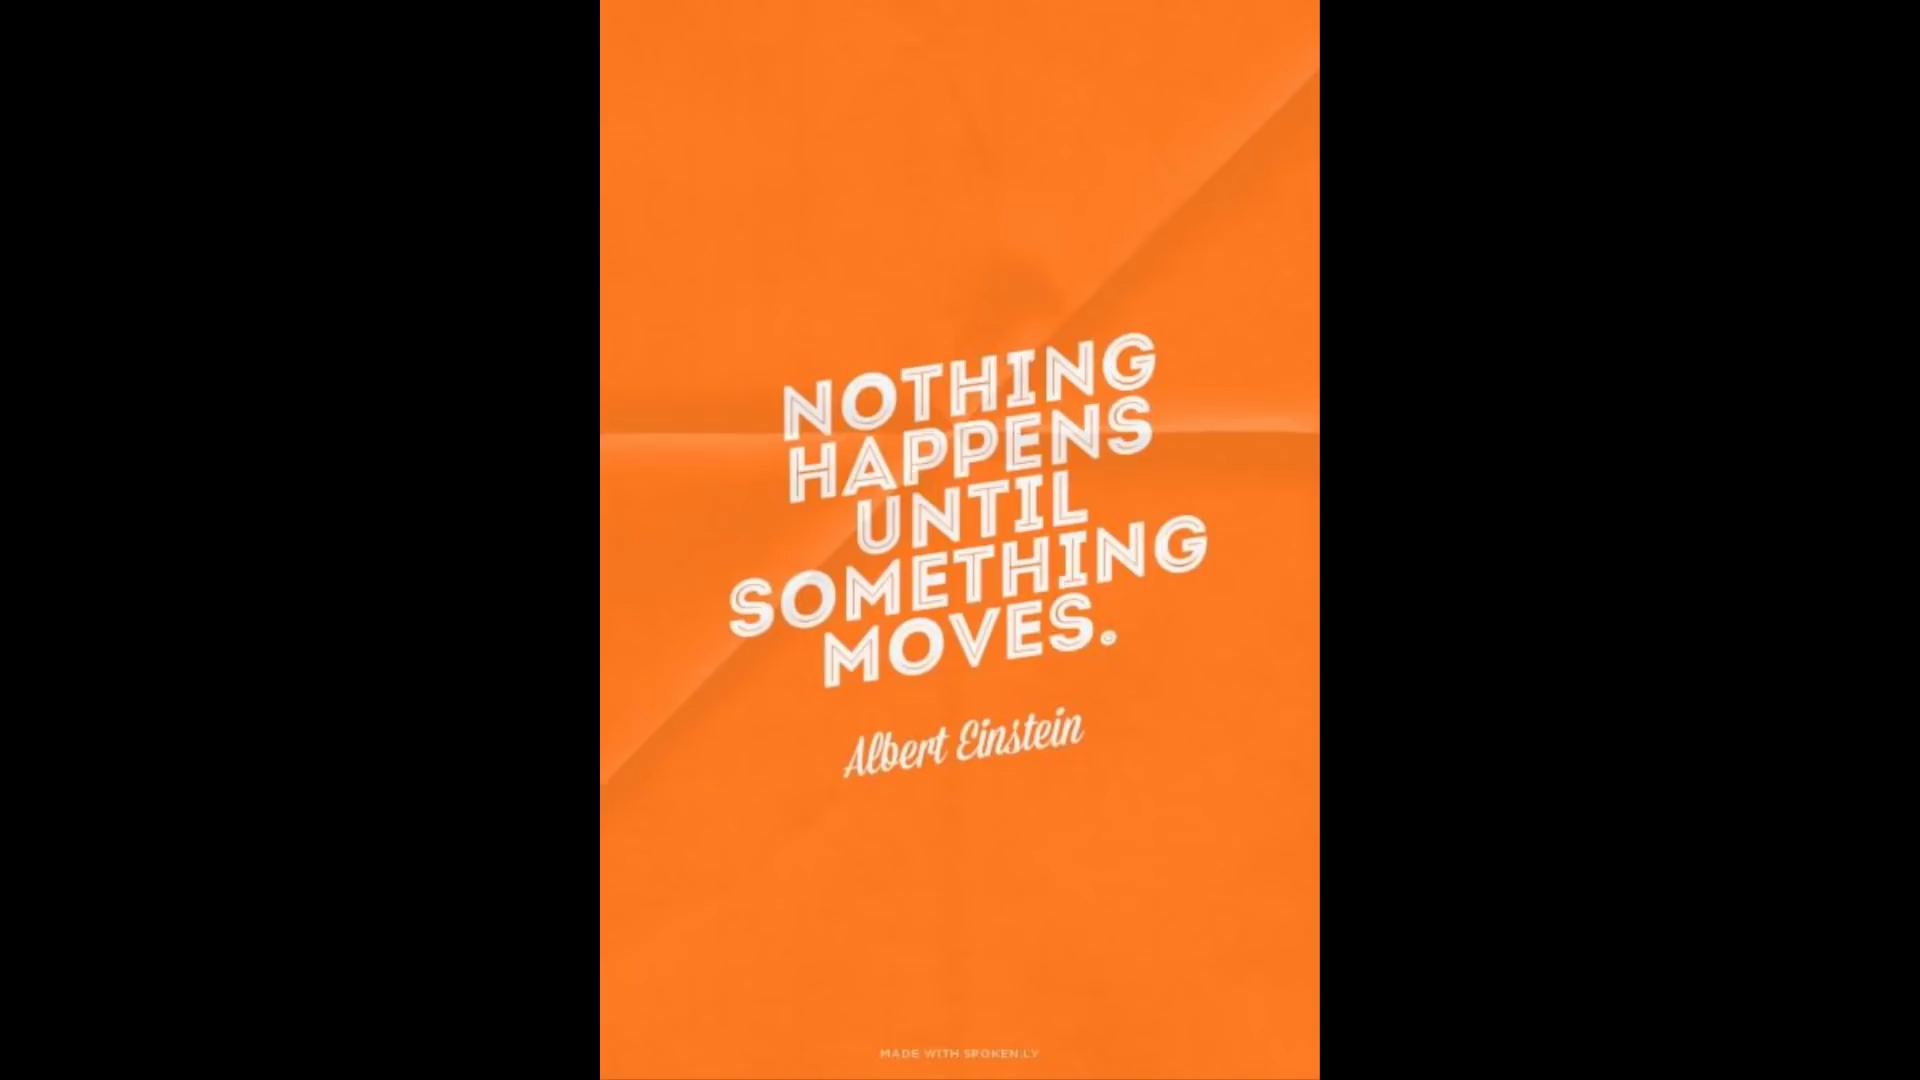 NOTHING
HAPPENS
UNTIL
SOMETHING
MOVES.
Albert Einstein
MADE WITH SPOKEN.LY